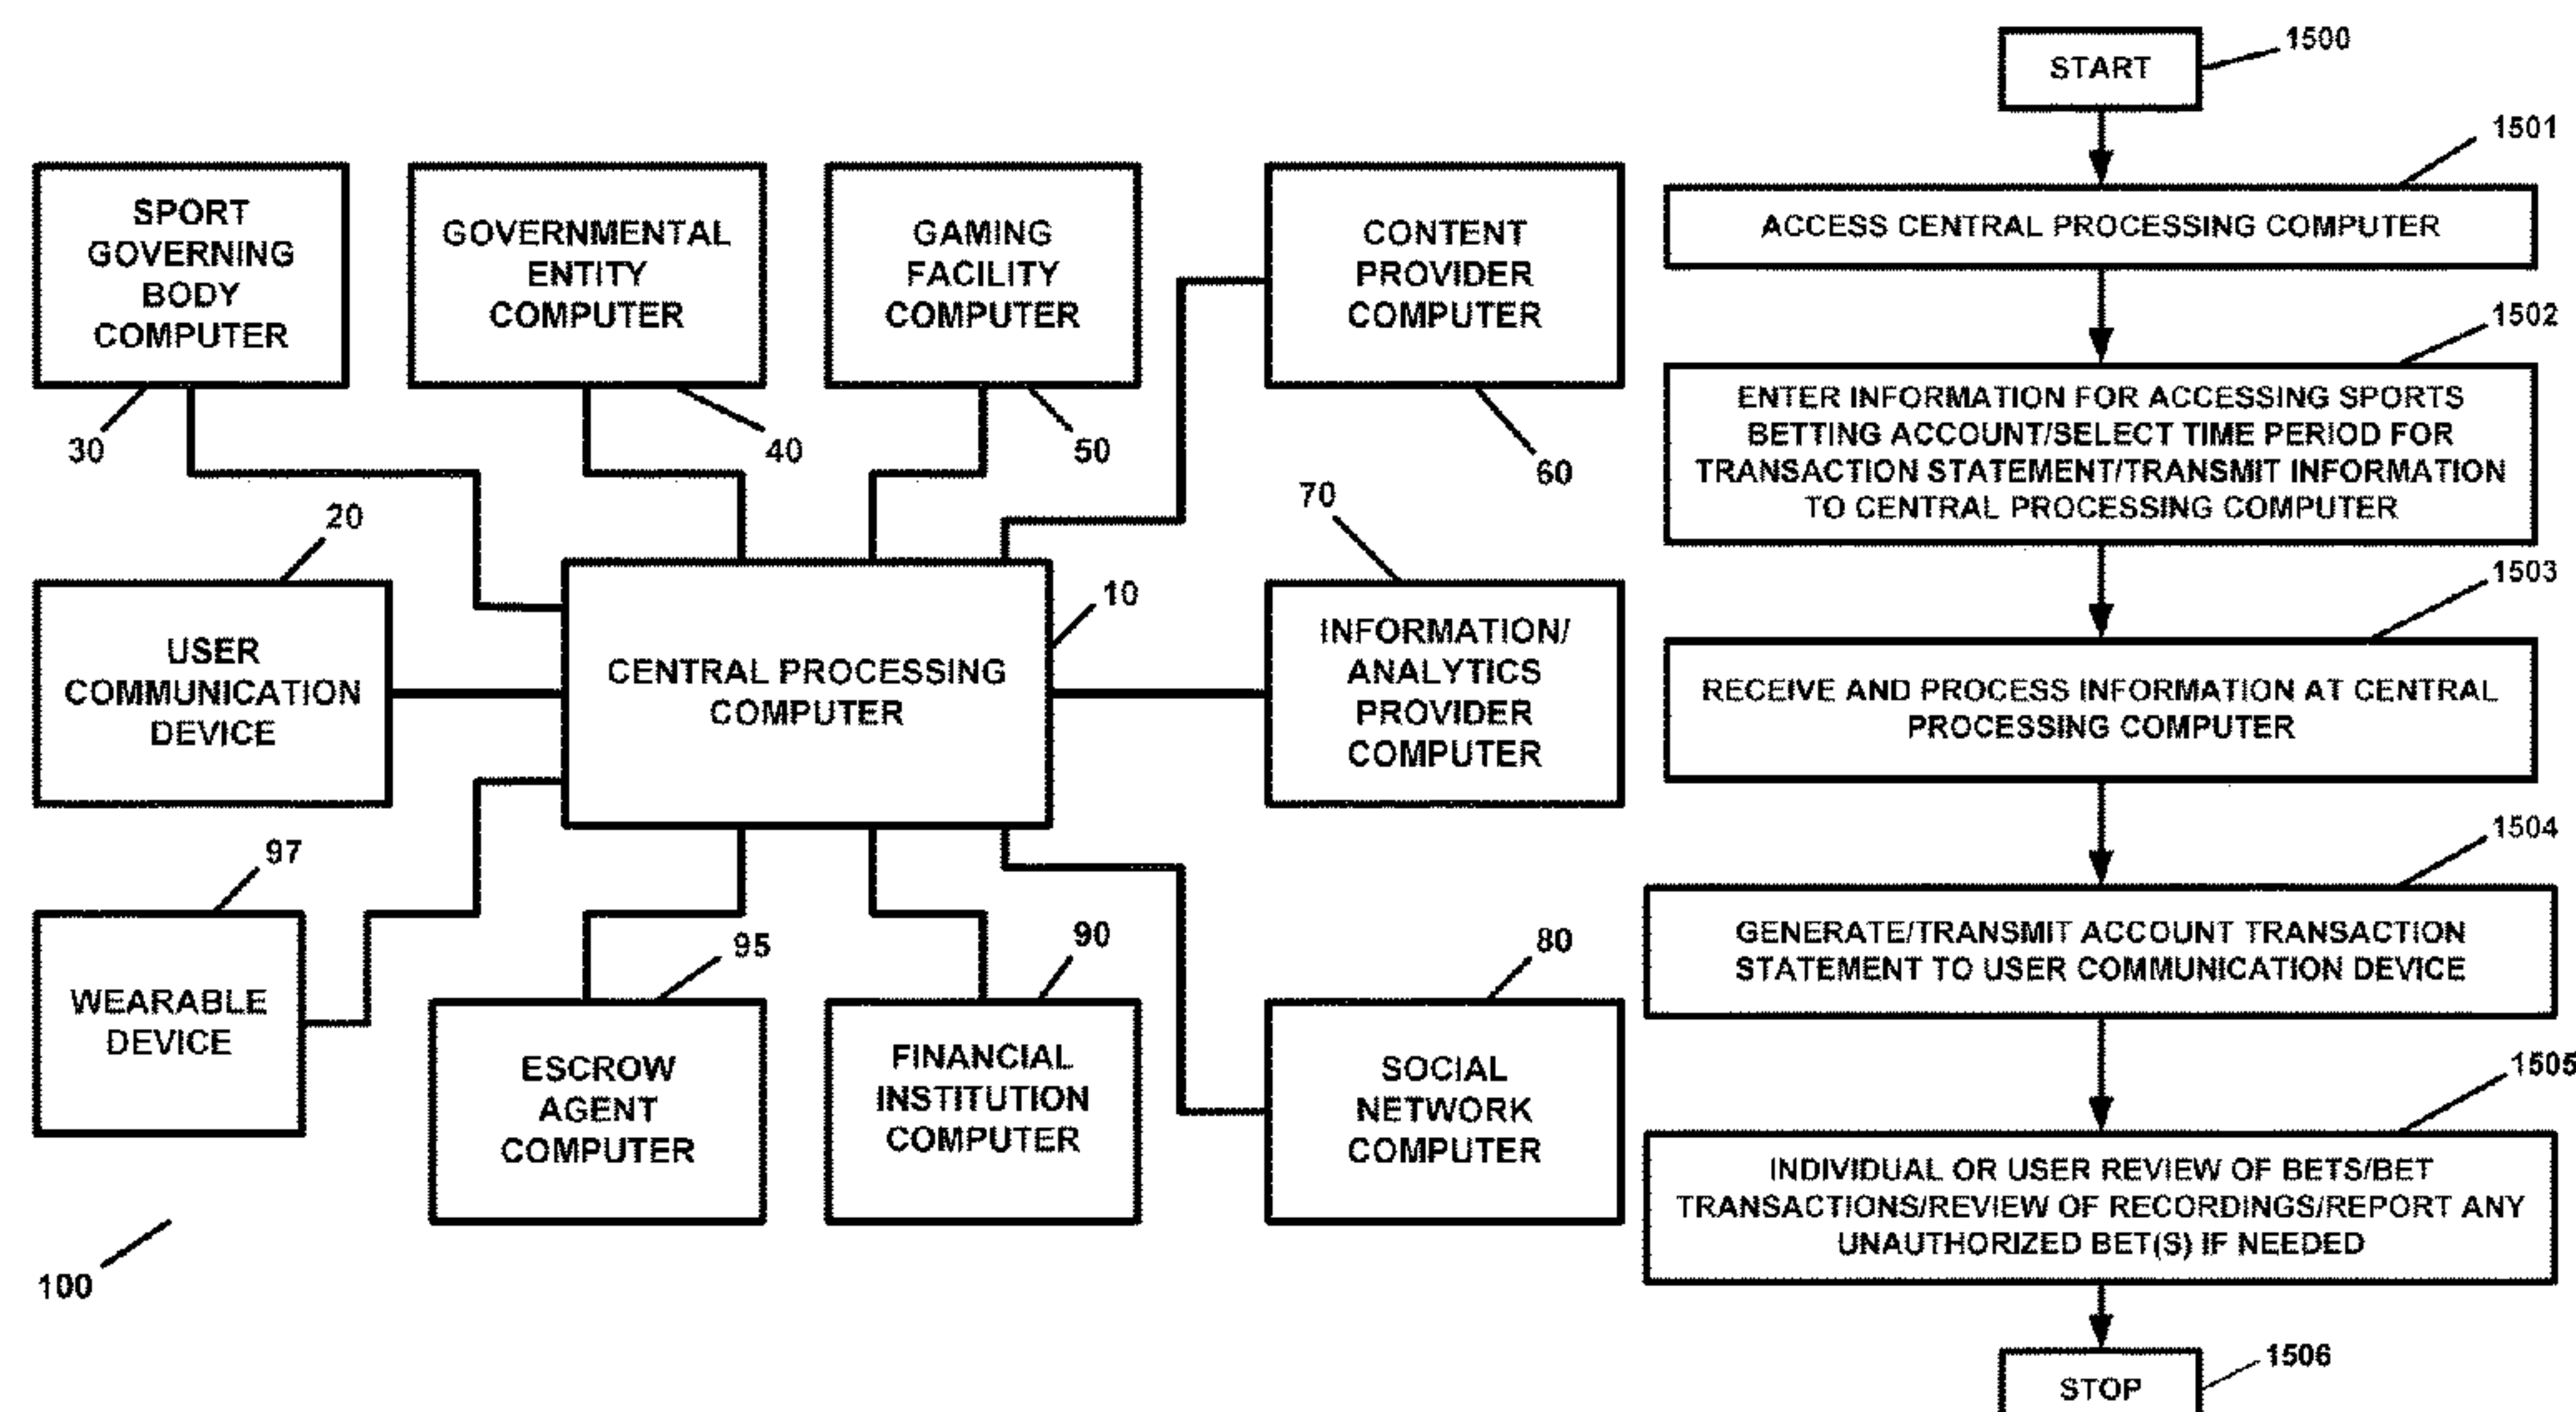 SPORT
GOVERNING
BODY
COMPUTER
30
GOVERNMENTAL
ENTITY
COMPUTER
40
GAMING
FACILITY
COMPUTER
50
CONTENT
PROVIDER
COMPUTER
60
20
USER
COMMUNICATION
DEVICE
10
CENTRAL PROCESSING
COMPUTER
70
INFORMATION/
ANALYTICS
PROVIDER
COMPUTER
97
WEARABLE
DEVICE
95
ESCROW
AGENT
COMPUTER
90
FINANCIAL
INSTITUTION
COMPUTER
80
SOCIAL
NETWORK
COMPUTER
100
START
1500
1501
ACCESS CENTRAL PROCESSING COMPUTER
1502
ENTER INFORMATION FOR ACCESSING SPORTS
BETTING ACCOUNT/SELECT TIME PERIOD FOR
TRANSACTION STATEMENT/TRANSMIT INFORMATION
TO CENTRAL PROCESSING COMPUTER
1503
RECEIVE AND PROCESS INFORMATION AT CENTRAL
PROCESSING COMPUTER
1504
GENERATE/TRANSMIT ACCOUNT TRANSACTION
STATEMENT TO USER COMMUNICATION DEVICE
1505
INDIVIDUAL OR USER REVIEW OF BETS/BET
TRANSACTIONS/REVIEW OF RECORDINGS/REPORT ANY
UNAUTHORIZED BET(S) IF NEEDED
1506
STOP